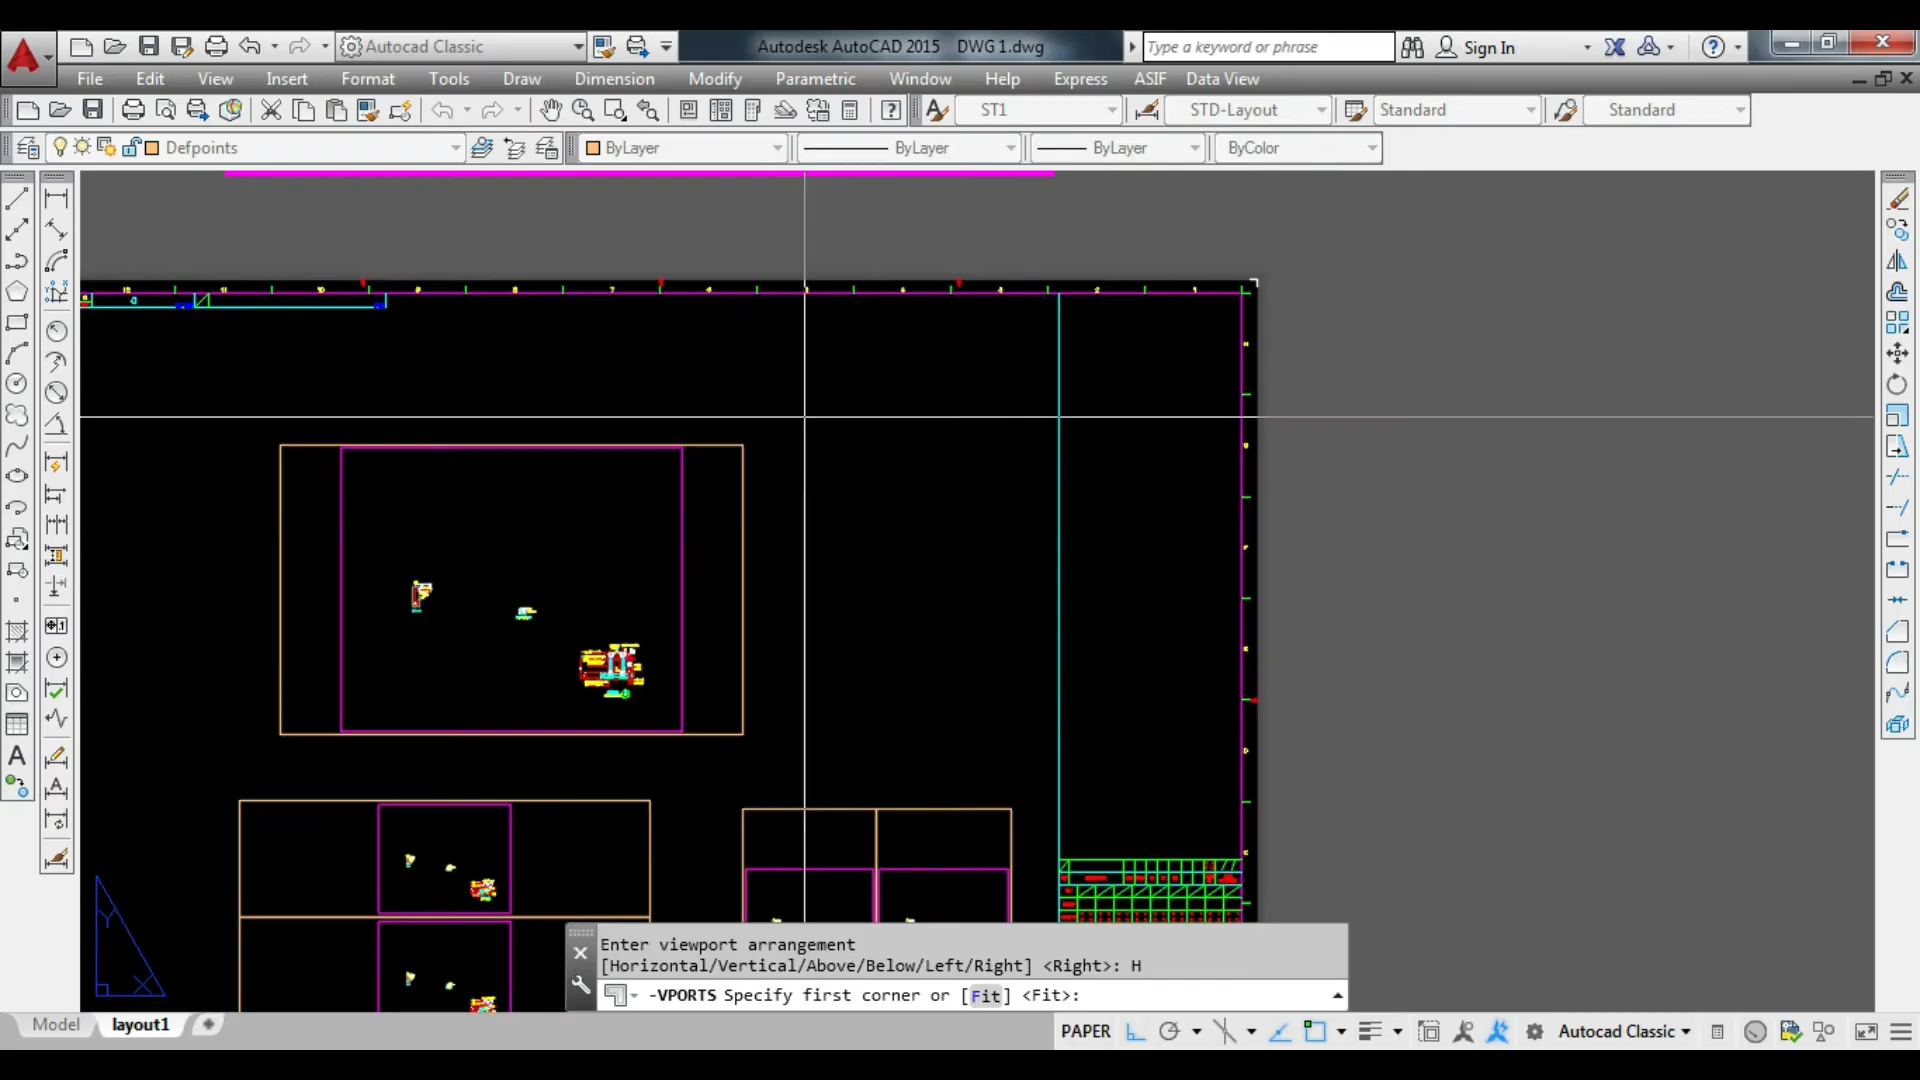 Autocad Classic
Autodesk AutoCAD 2015 DWG 1.dwg
Type a keyword or phrase
Sign In
File Edit View Insert Format Tools Draw Dimension Modify Parametric Window Help Express ASIF Data View
ST1 STD-Layout Standard Standard
Defpoints ByLayer ByLayer ByLayer ByColor
Enter viewport arrangement
[Horizontal/Vertical/Above/Below/Left/Right] <Right>: H
-VPORTS Specify first corner or [Fit] <Fit>:
Model layout1
PAPER Autocad Classic